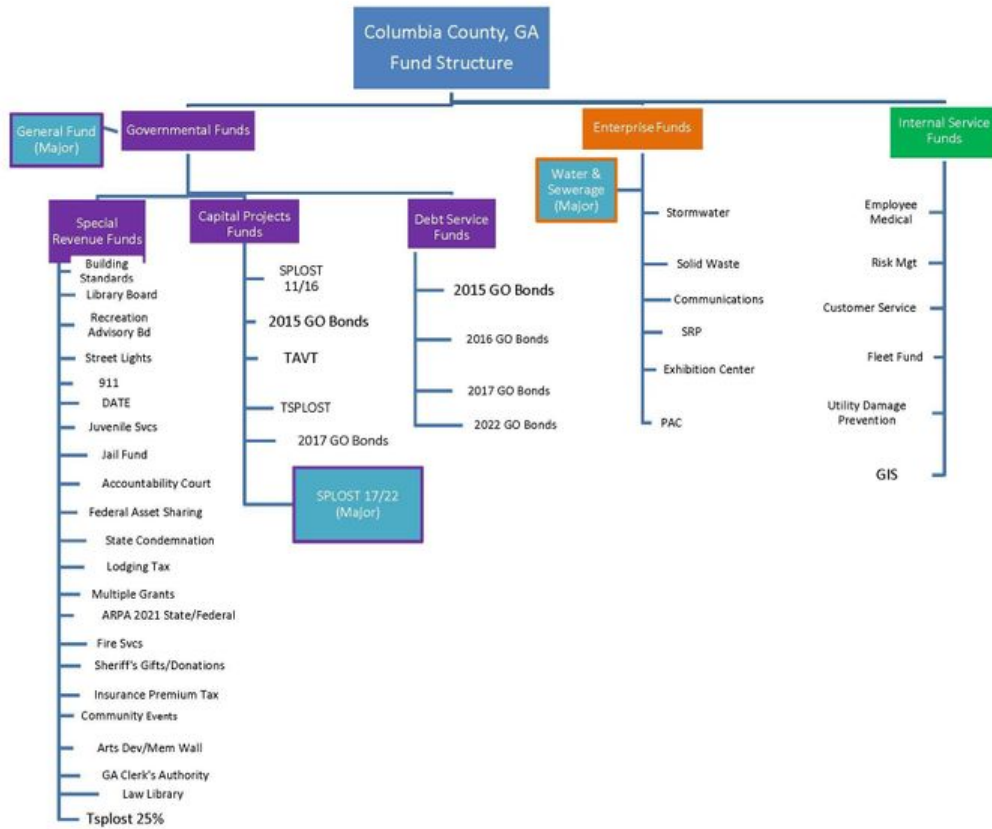 Columbia County, GA
Fund Structure
General Fund
(Major)
Governmental Funds
Enterprise Funds
Internal Service
Funds
Water &
Sewerage
(Major)
Special
Revenue Funds
Capital Projects
Funds
Debt Service
Funds
Building
Standards
Library Board
Recreation
Advisory Bd
Street Lights
911
DATE
Juvenile Svcs
Jail Fund
Accountability Court
Federal Asset Sharing
State Condemnation
Lodging Tax
Multiple Grants
ARPA 2021 State/Federal
Fire Svcs
Sheriff's Gifts/Donations
Insurance Premium Tax
Community Events
Arts Dev/Mem Wall
GA Clerk's Authority
Law Library
Tsplost 25%
SPLOST
11/16
2015 GO Bonds
TAVT
TSPLOST
2017 GO Bonds
SPLOST 17/22
(Major)
2015 GO Bonds
2016 GO Bonds
2017 GO Bonds
2022 GO Bonds
Stormwater
Solid Waste
Communications
SRP
Exhibition Center
PAC
Employee
Medical
Risk Mgt
Customer Service
Fleet Fund
Utility Damage
Prevention
GIS